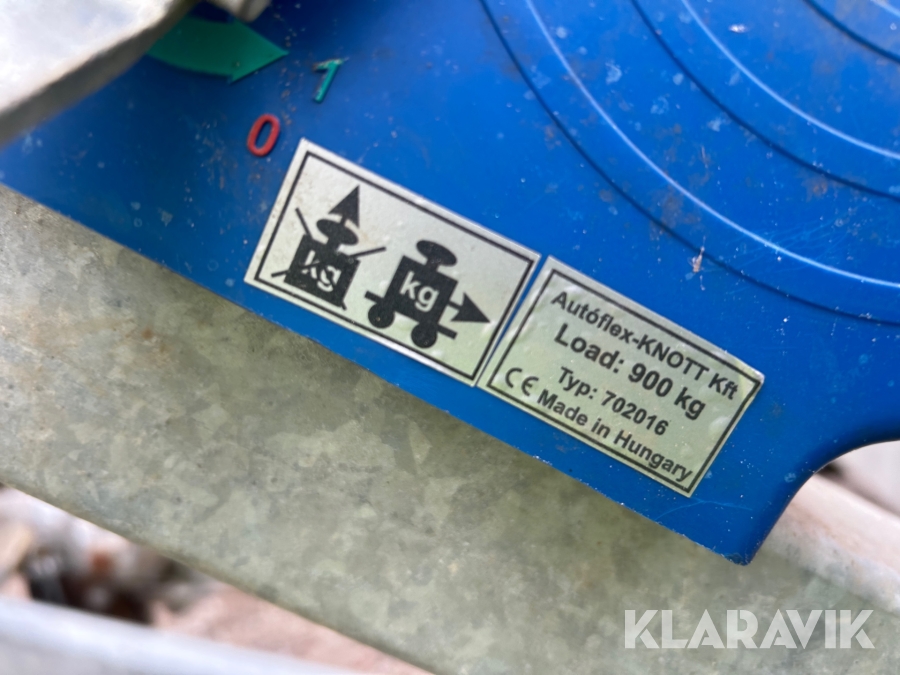 1
0
kg
kg
Autóflex-KNOTT Kft
Load: 900 kg
Typ: 702016
CE Made in Hungary
KLARAVIK